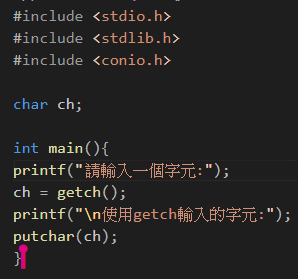 #include <stdio.h>
#include <stdlib.h>
#include <conio.h>
char ch;
int main(){
printf("請輸入一個字元:");
ch = getch();
printf("\n使用getch輸入的字元:");
putchar(ch);
}